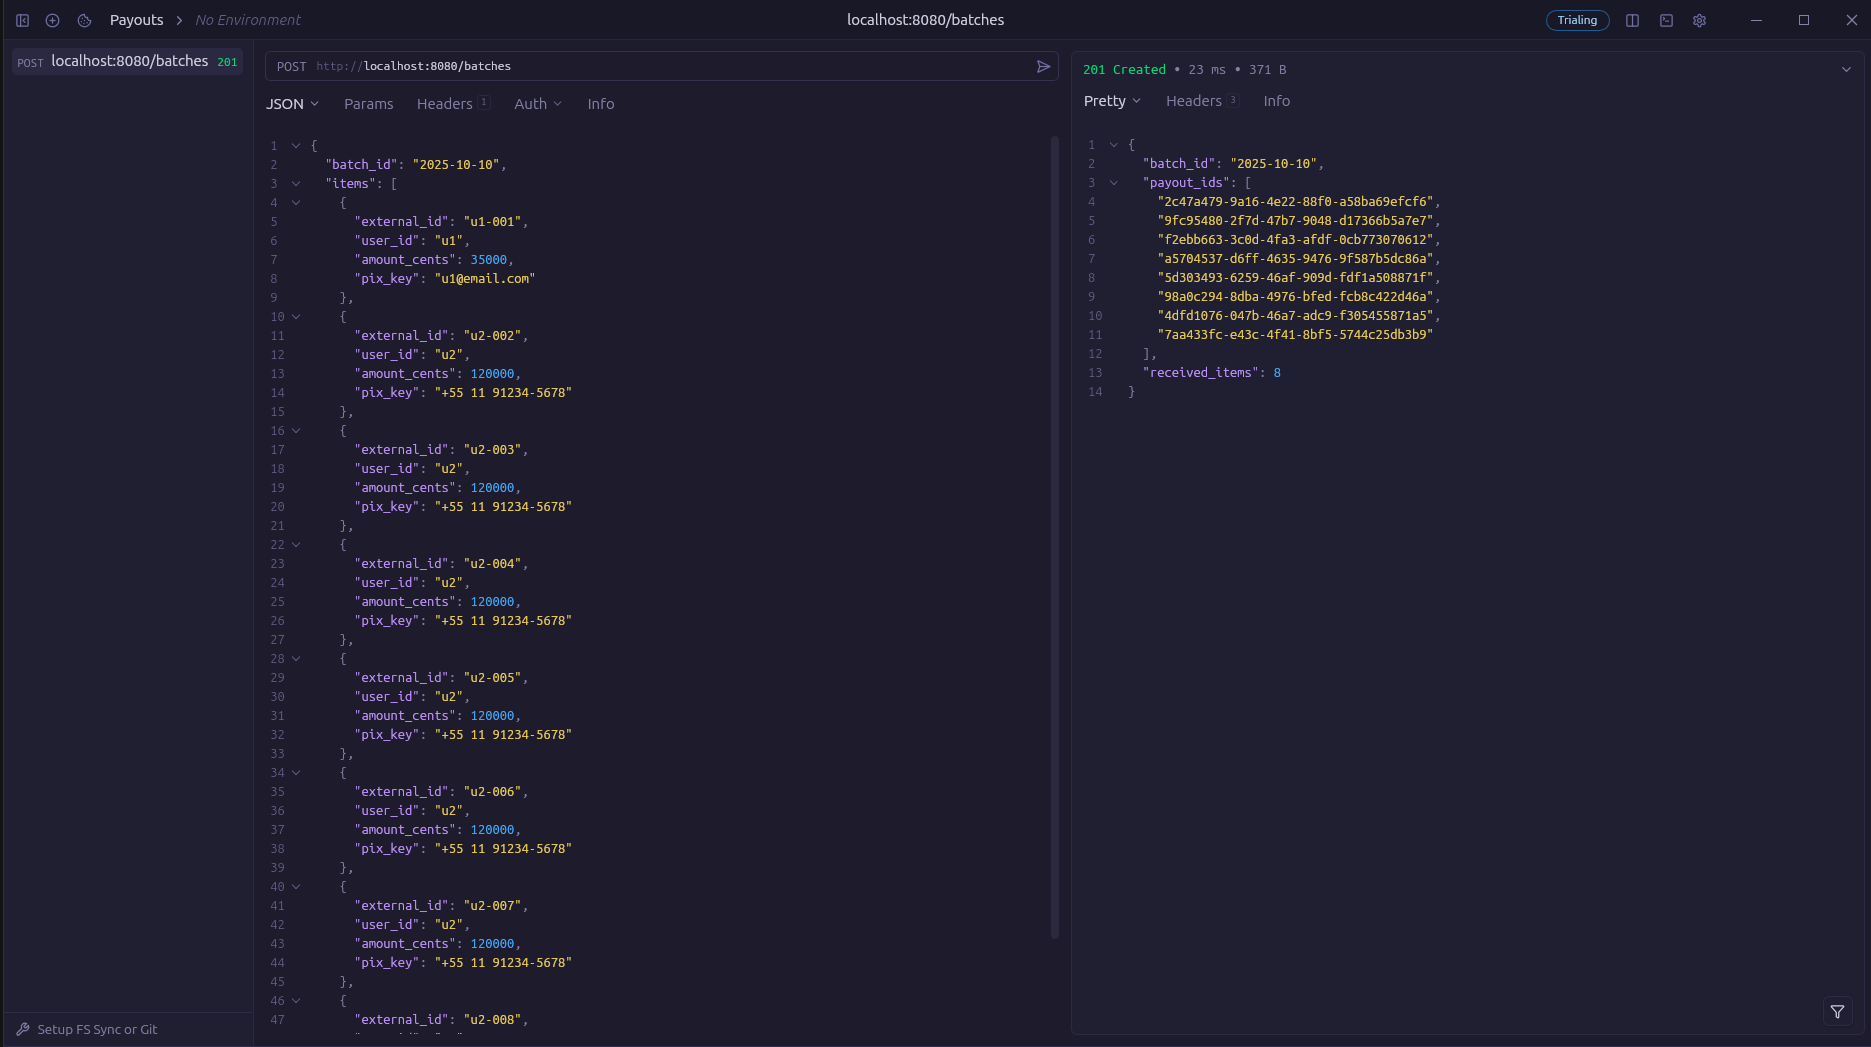 Payouts > No Environment
localhost:8080/batches
Trialing
POST localhost:8080/batches 201
POST http://localhost:8080/batches
JSON Params Headers 1 Auth Info
1 {
2 "batch_id": "2025-10-10",
3 "items": [
4 {
5 "external_id": "u1-001",
6 "user_id": "u1",
7 "amount_cents": 35000,
8 "pix_key": "u1@email.com"
9 },
10 {
11 "external_id": "u2-002",
12 "user_id": "u2",
13 "amount_cents": 120000,
14 "pix_key": "+55 11 91234-5678"
15 },
16 {
17 "external_id": "u2-003",
18 "user_id": "u2",
19 "amount_cents": 120000,
20 "pix_key": "+55 11 91234-5678"
21 },
22 {
23 "external_id": "u2-004",
24 "user_id": "u2",
25 "amount_cents": 120000,
26 "pix_key": "+55 11 91234-5678"
27 },
28 {
29 "external_id": "u2-005",
30 "user_id": "u2",
31 "amount_cents": 120000,
32 "pix_key": "+55 11 91234-5678"
33 },
34 {
35 "external_id": "u2-006",
36 "user_id": "u2",
37 "amount_cents": 120000,
38 "pix_key": "+55 11 91234-5678"
39 },
40 {
41 "external_id": "u2-007",
42 "user_id": "u2",
43 "amount_cents": 120000,
44 "pix_key": "+55 11 91234-5678"
45 },
46 {
47 "external_id": "u2-008",
201 Created • 23 ms • 371 B
Pretty Headers 3 Info
1 {
2 "batch_id": "2025-10-10",
3 "payout_ids": [
4 "2c47a479-9a16-4e22-88f0-a58ba69efcf6",
5 "9fc95480-2f7d-47b7-9048-d17366b5a7e7",
6 "f2ebb663-3c0d-4fa3-afdf-0cb773070612",
7 "a5704537-d6ff-4635-9476-9f587b5dc86a",
8 "5d303493-6259-46af-909d-fdf1a508871f",
9 "98a0c294-8dba-4976-bfed-fcb8c422d46a",
10 "4dfd1076-047b-46a7-adc9-f305455871a5",
11 "7aa433fc-e43c-4f41-8bf5-5744c25db3b9"
12 ],
13 "received_items": 8
14 }
Setup FS Sync or Git